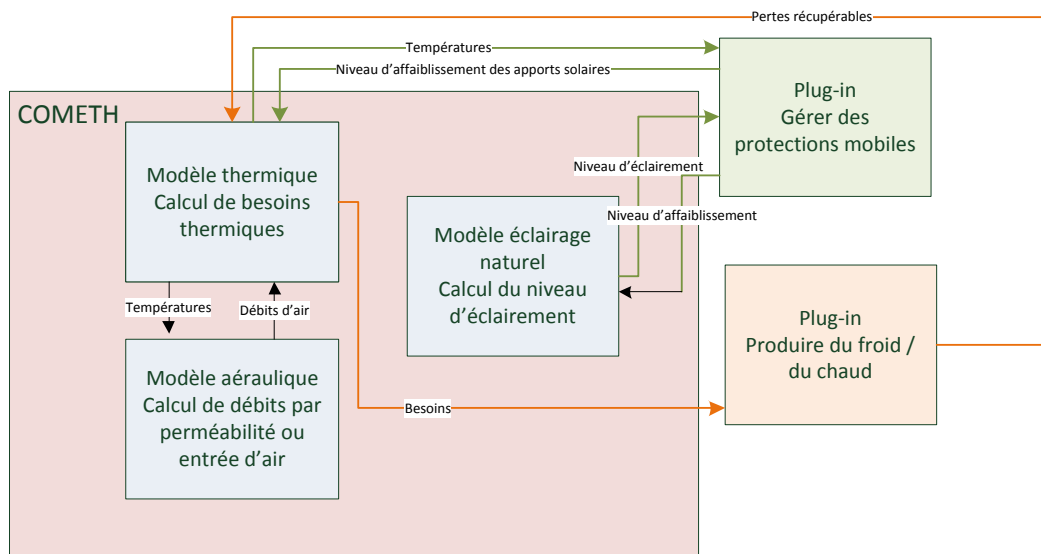 Pertes récupérables
Températures
Niveau d'affaiblissement des apports solaires
Plug-in
Gérer des
protections mobiles
COMETH
Modèle thermique
Calcul de besoins
thermiques
Niveau d'éclairement
Niveau d'affaiblissement
Modèle éclairage
naturel
Calcul du niveau
d'éclairement
Températures
Débits d'air
Plug-in
Produire du froid /
du chaud
Modèle aéraulique
Calcul de débits par
perméabilité ou
entrée d'air
Besoins